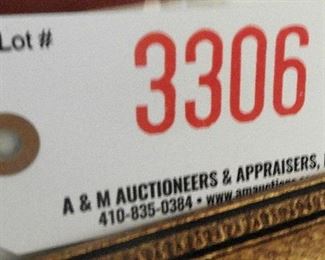 Lot #
3306
A & M AUCTIONEERS & APPRAISERS,
410-835-0384 • www.amauctions